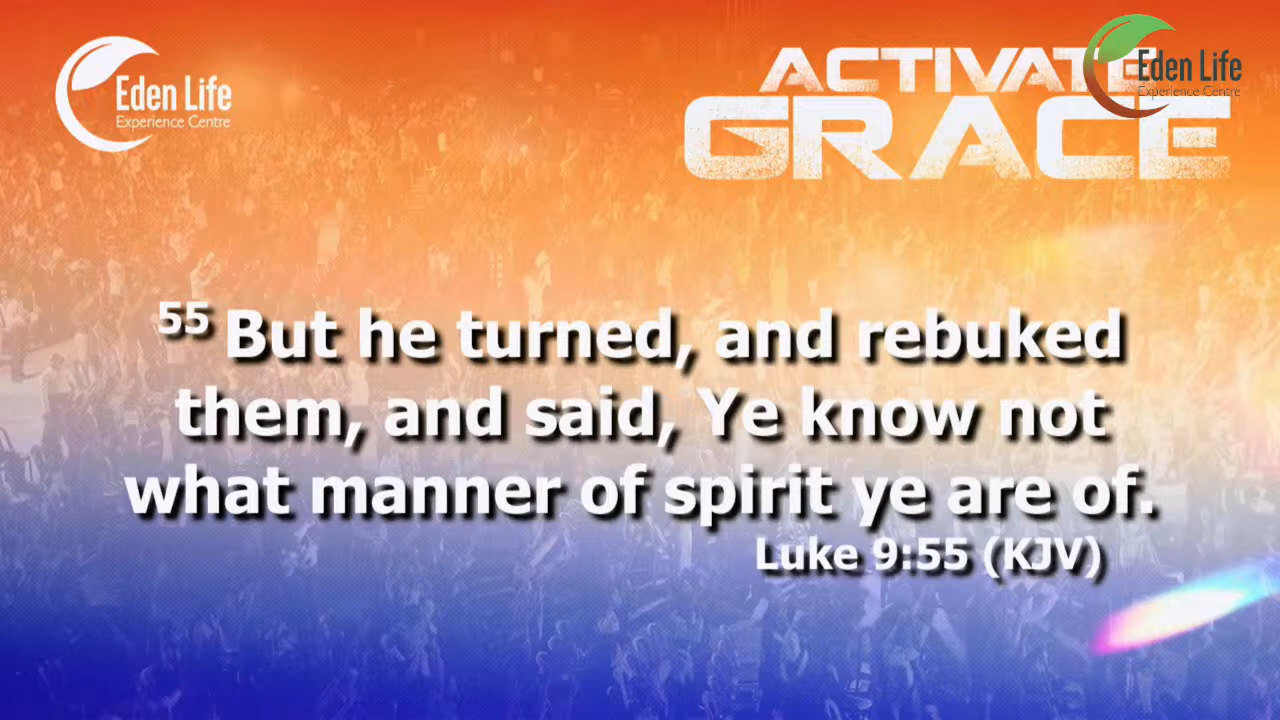 Eden Life
Experience Centre
ACTIVATE
GRACE
Eden Life
Experience Centre
55 But he turned, and rebuked
them, and said, Ye know not
what manner of spirit ye are of.
Luke 9:55 (KJV)